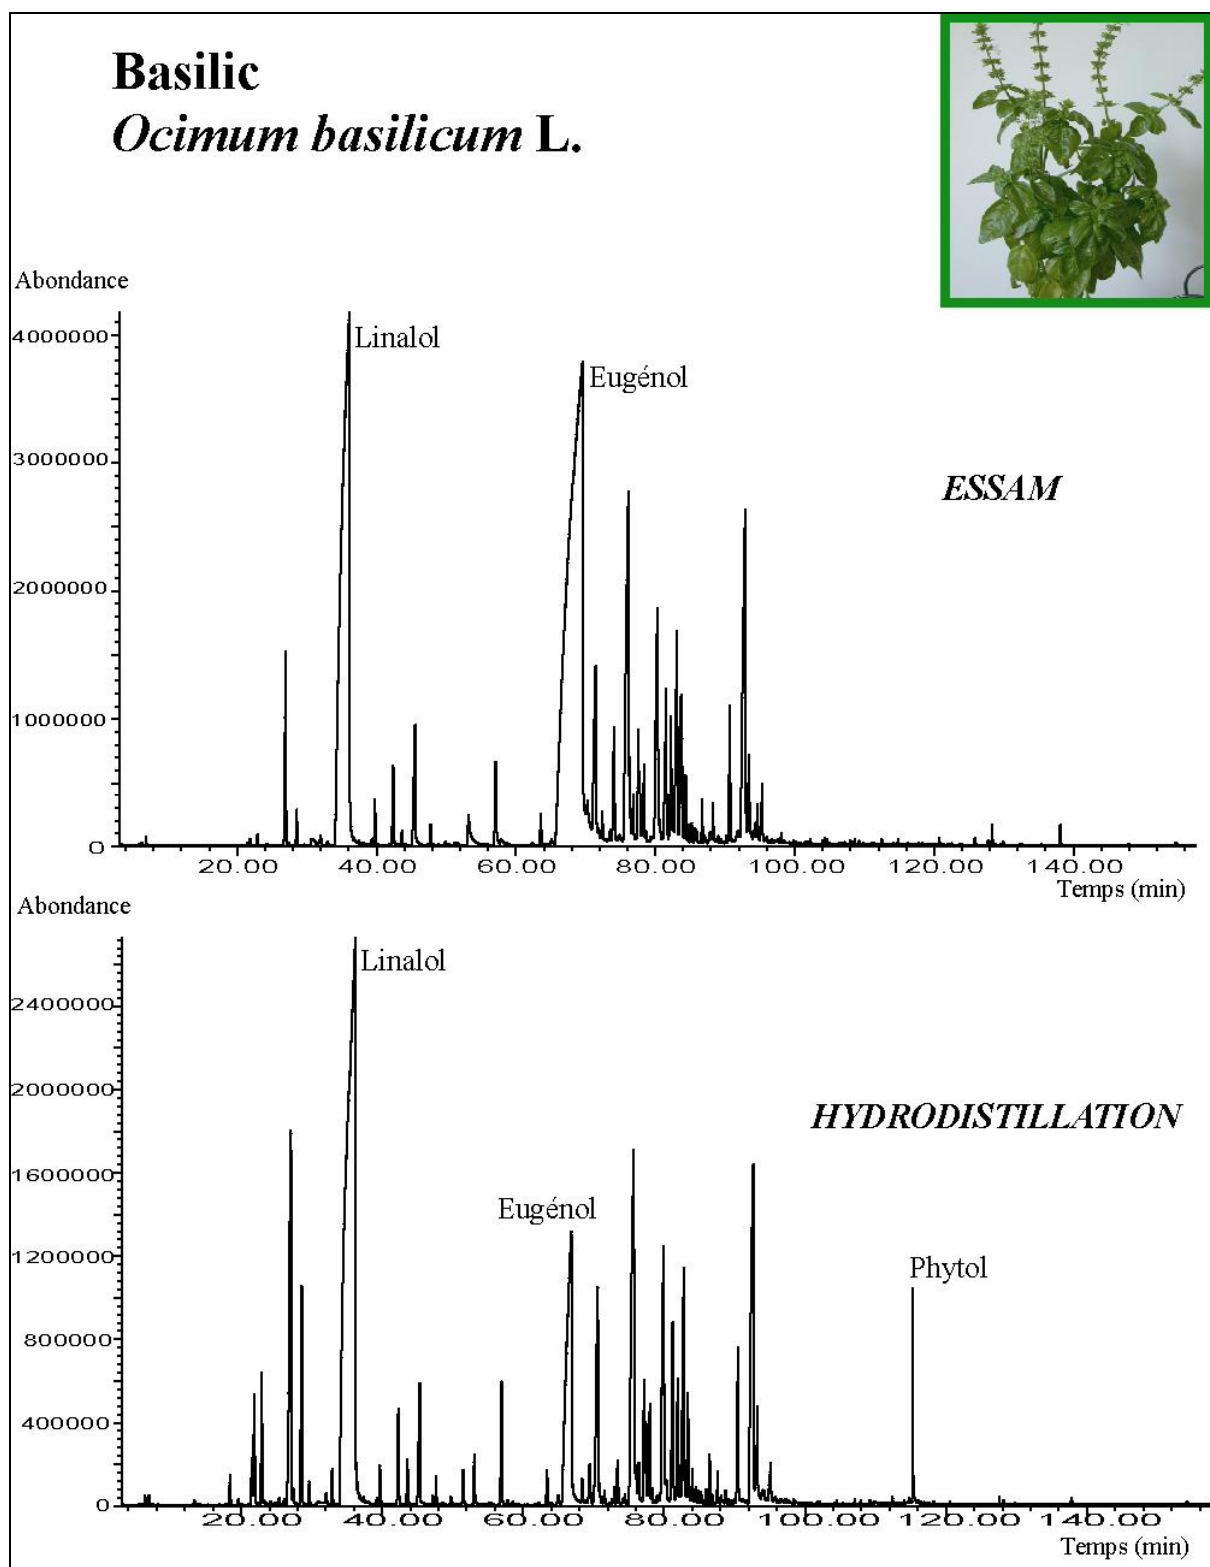 Basilic
Ocimum basilicum L.
Abondance
4000000
3000000
2000000
1000000
0
Linalol
Eugénol
ESSAM
20.00 40.00 60.00 80.00 100.00 120.00 140.00
Temps (min)
Abondance
2400000
2000000
1600000
1200000
800000
400000
0
Linalol
HYDRODISTILLATION
Eugénol
Phytol
20.00 40.00 60.00 80.00 100.00 120.00 140.00
Temps (min)